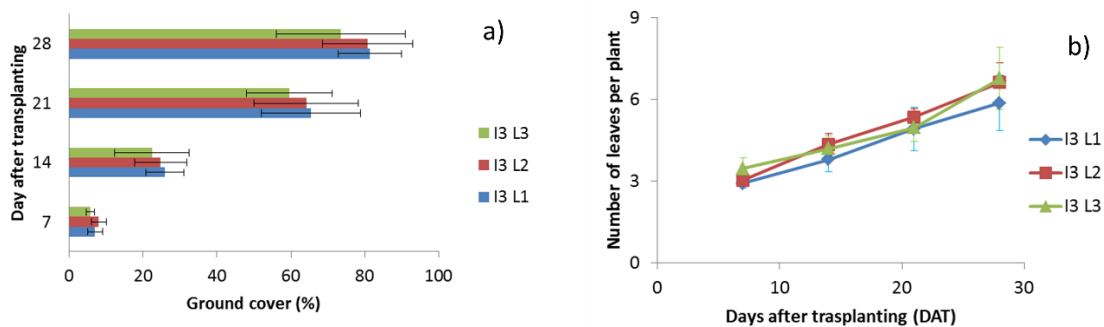 a)
Day after transplanting
28
21
14
7
0 20 40 60 80 100
Ground cover (%)
I3 L3
I3 L2
I3 L1
b)
Number of leaves per plant
9
6
3
0
0 10 20 30
Days after trasplanting (DAT)
I3 L1
I3 L2
I3 L3